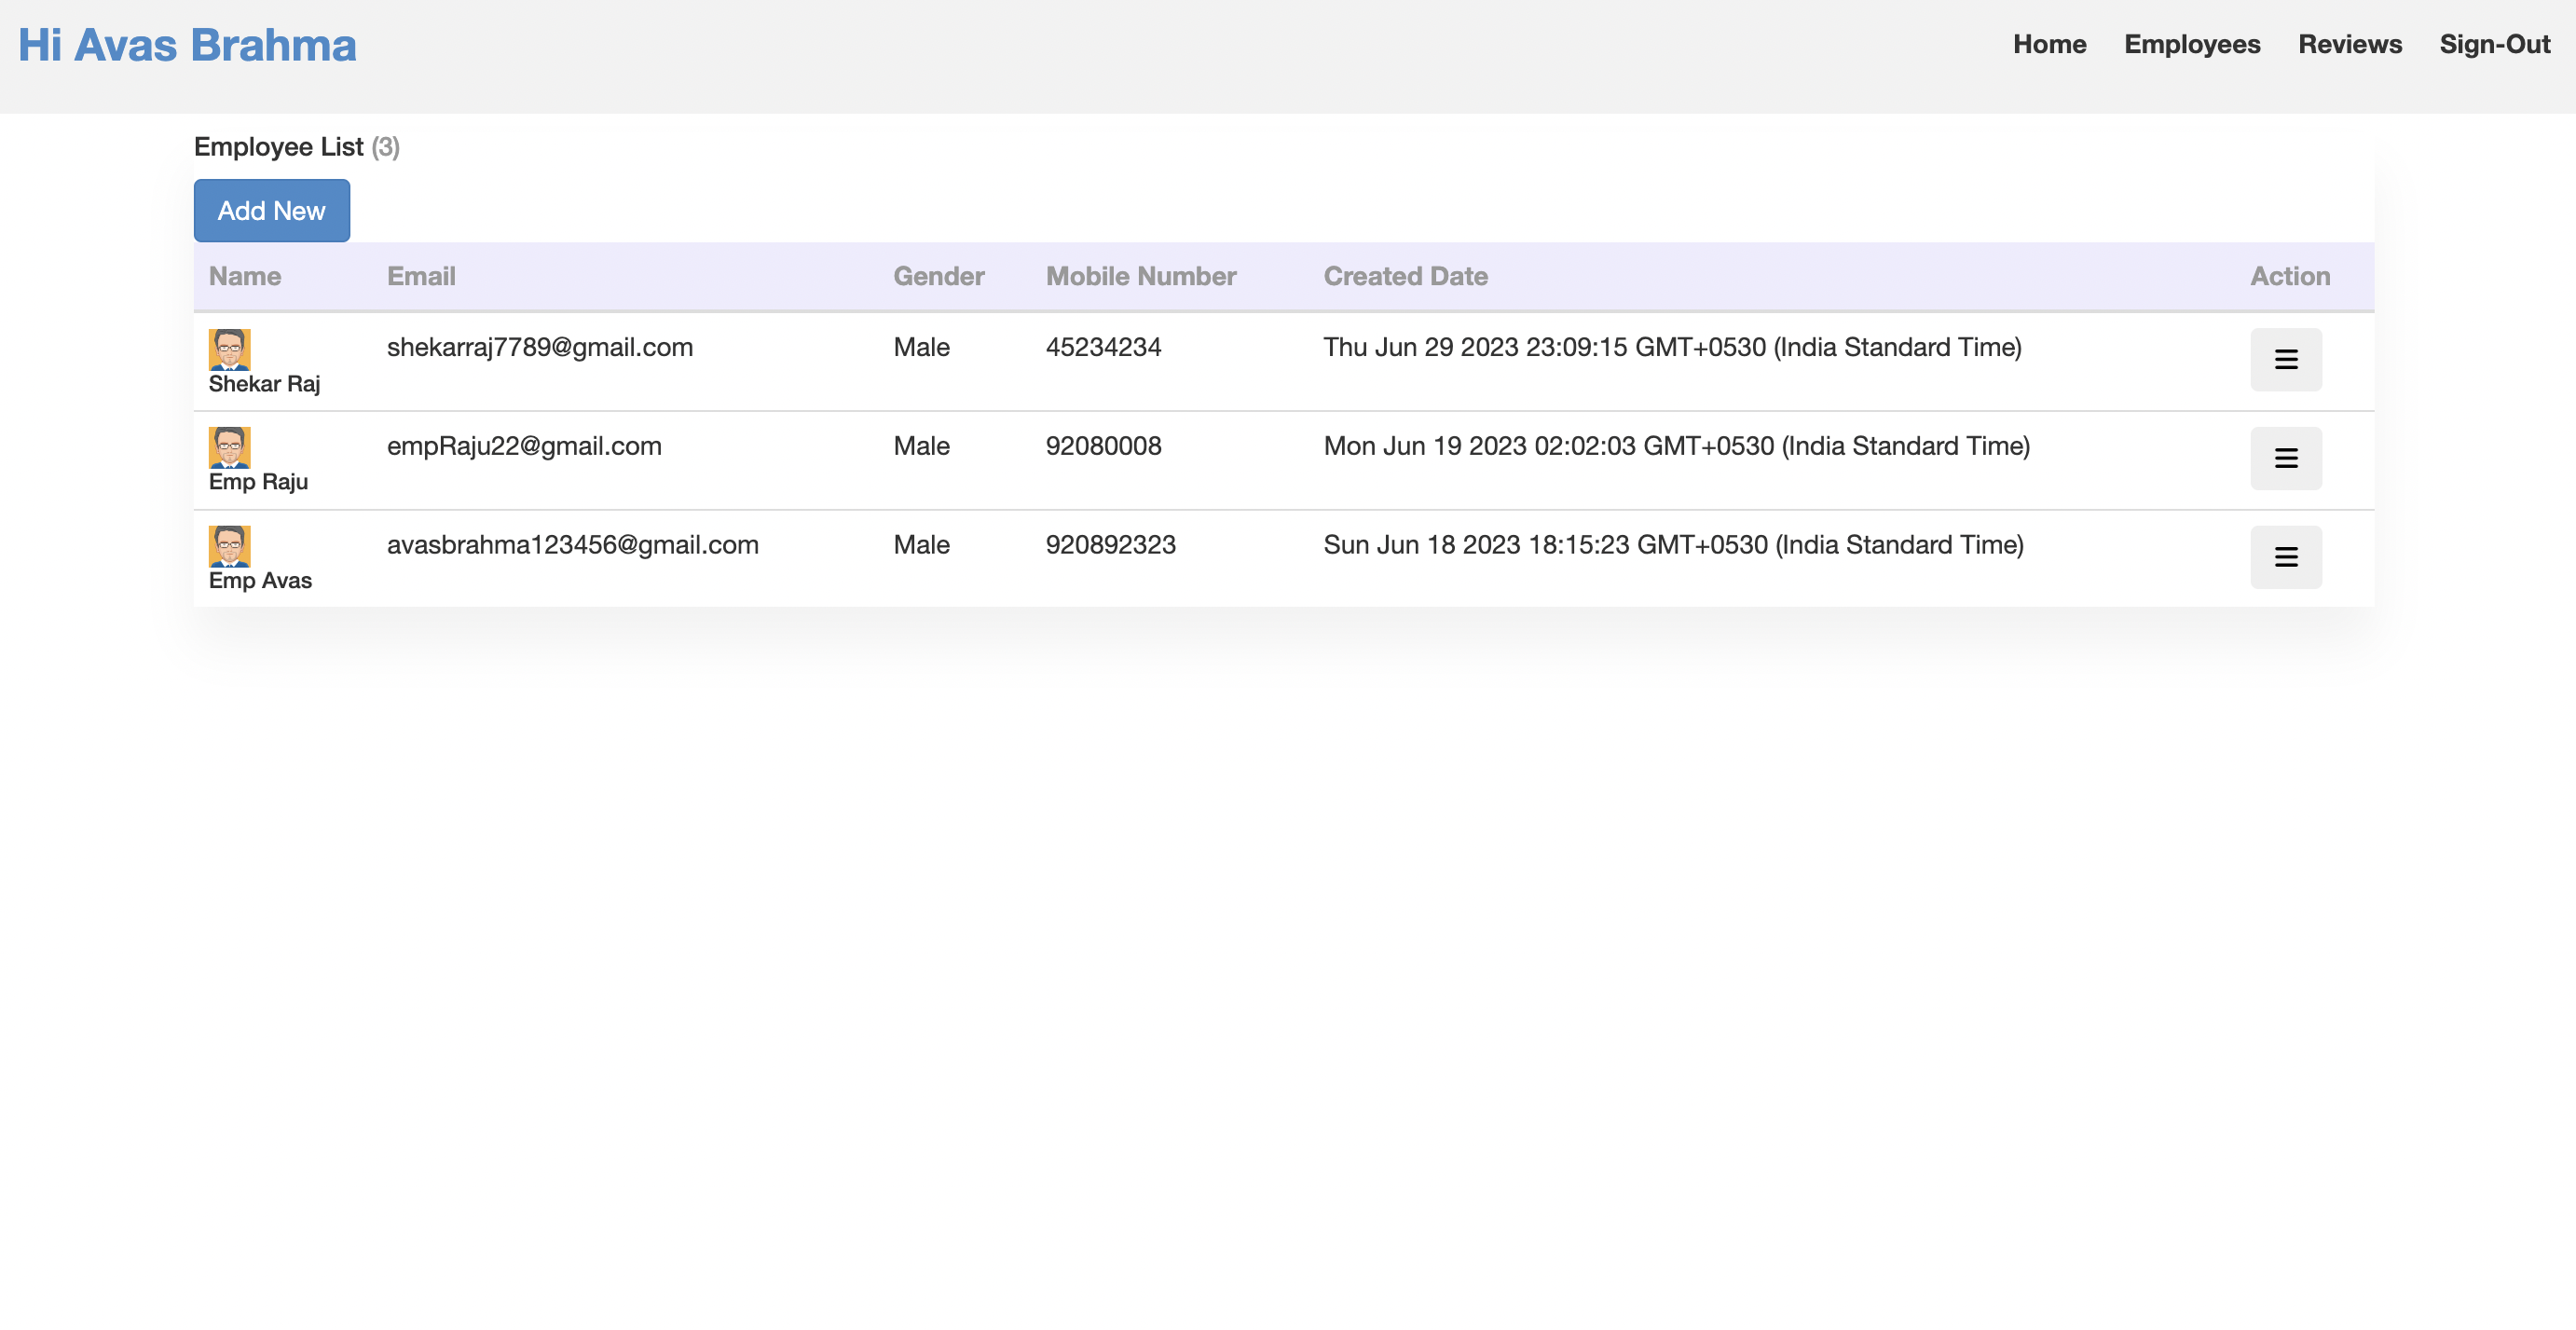 Hi Avas Brahma
Home Employees Reviews Sign-Out
Employee List (3)
Add New
Name Email Gender Mobile Number Created Date Action
shekarraj7789@gmail.com Male 45234234 Thu Jun 29 2023 23:09:15 GMT+0530 (India Standard Time)
Shekar Raj
empRaju22@gmail.com Male 92080008 Mon Jun 19 2023 02:02:03 GMT+0530 (India Standard Time)
Emp Raju
avasbrahma123456@gmail.com Male 920892323 Sun Jun 18 2023 18:15:23 GMT+0530 (India Standard Time)
Emp Avas